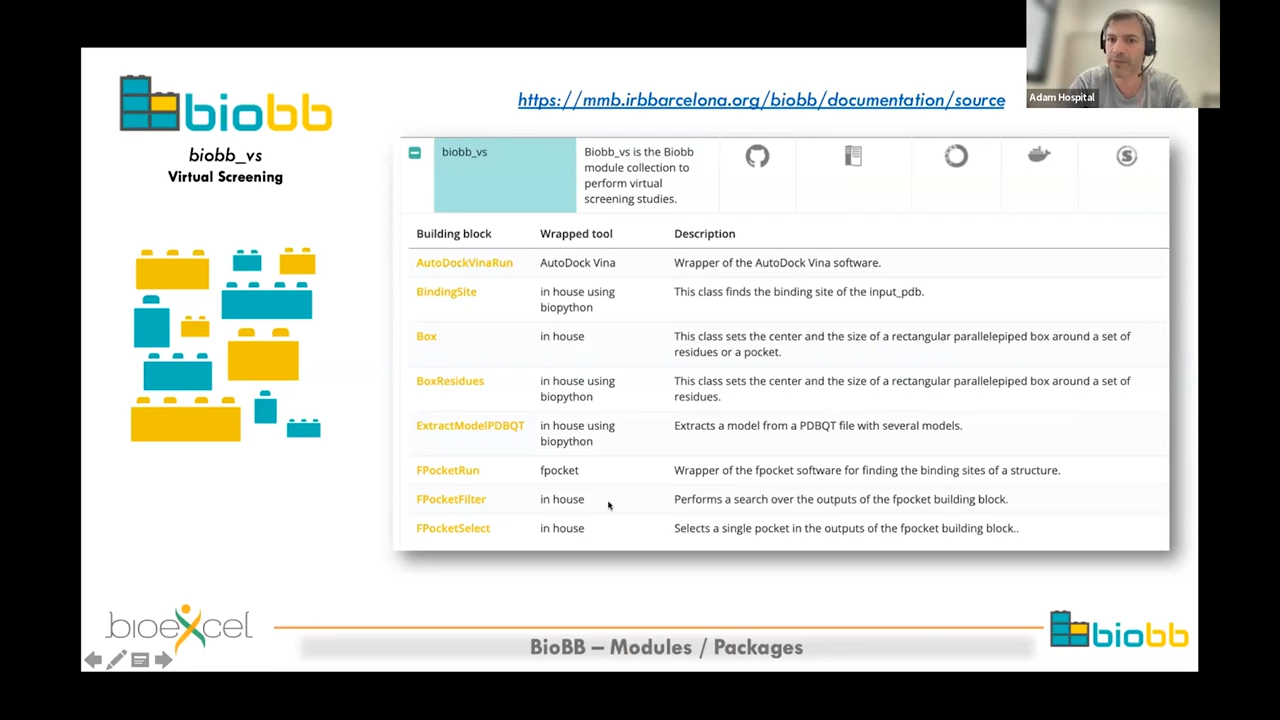 biobb
biobb_vs
Virtual Screening
https://mmb.irbbarcelona.org/biobb/documentation/source
Adam Hospital
biobb_vs
Biobb_vs is the Biobb
module collection to
perform virtual
screening studies.
S
Building block Wrapped tool Description
AutoDockVinaRun AutoDock Vina Wrapper of the AutoDock Vina software.
BindingSite in house using
biopython This class finds the binding site of the input_pdb.
Box in house This class sets the center and the size of a rectangular parallelepiped box around a set of
residues or a pocket.
BoxResidues in house using
biopython This class sets the center and the size of a rectangular parallelepiped box around a set of
residues.
ExtractModelPDBQT in house using
biopython Extracts a model from a PDBQT file with several models.
FPocketRun fpocket Wrapper of the fpocket software for finding the binding sites of a structure.
FPocketFilter in house Performs a search over the outputs of the fpocket building block.
FPocketSelect in house Selects a single pocket in the outputs of the fpocket building block..
bioexcel
BioBB – Modules / Packages
biobb